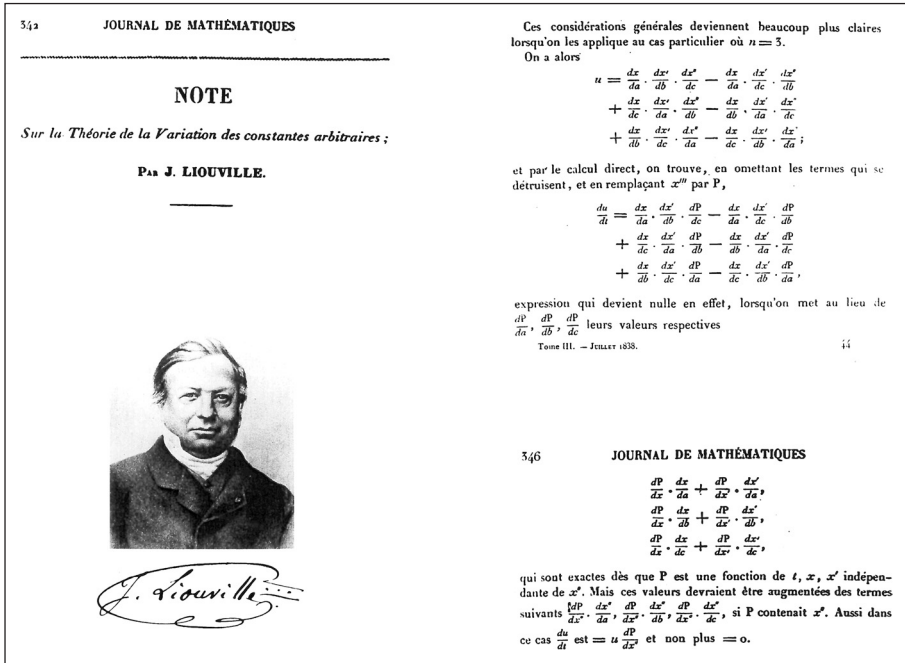 342 JOURNAL DE MATHÉMATIQUES
NOTE
Sur la Théorie de la Variation des constantes arbitraires ;
PAR J. LIOUVILLE.
J. Liouville
Ces considérations générales deviennent beaucoup plus claires
lorsqu'on les applique au cas particulier où n = 3.
On a alors
u = dx/da . dx'/db . dx"/dc — dx/da . dx'/dc . dx"/db
+ dx/dc . dx'/da . dx"/db — dx/db . dx'/da . dx"/dc
+ dx/db . dx'/dc . dx"/da — dx/dc . dx'/db . dx"/da ;
et par le calcul direct, on trouve, en omettant les termes qui se
détruisent, et en remplaçant x''' par P,
du/dt = dx/da . dx'/db . dP/dc — dx/da . dx'/dc . dP/db
+ dx/dc . dx'/da . dP/db — dx/db . dx'/da . dP/dc
+ dx/db . dx'/dc . dP/da — dx/dc . dx'/db . dP/da ,
expression qui devient nulle en effet, lorsqu'on met au lieu de
dP/da , dP/db , dP/dc leurs valeurs respectives
Tome III. — JUILLET 1838. 44
346 JOURNAL DE MATHÉMATIQUES
dP/dx . dx/da + dP/dx' . dx'/da ,
dP/dx . dx/db + dP/dx' . dx'/db ,
dP/dx . dx/dc + dP/dx' . dx'/dc ,
qui sont exactes dès que P est une fonction de t, x, x' indépen-
dante de x". Mais ces valeurs devraient être augmentées des termes
suivants dP/dx" . dx"/da , dP/dx" . dx"/db , dP/dx" . dx"/dc , si P contenait x". Aussi dans
ce cas du/dt est = u dP/dx" et non plus = o.